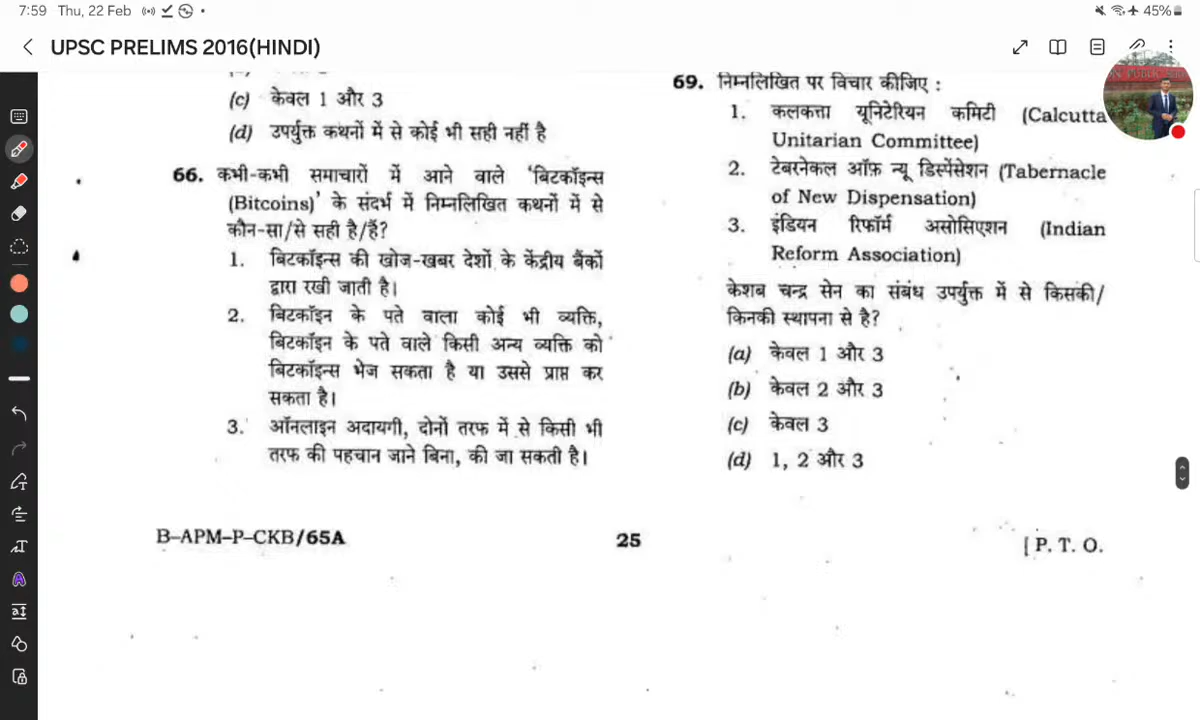 7:59 Thu, 22 Feb
45%
UPSC PRELIMS 2016(HINDI)
(c) केवल 1 और 3
(d) उपर्युक्त कथनों में से कोई भी सही नहीं है
66. कभी-कभी समाचारों में आने वाले 'बिटकॉइन्स
(Bitcoins)' के संदर्भ में निम्नलिखित कथनों में से
कौन-सा/से सही है/हैं?
1. बिटकॉइन्स की खोज-खबर देशों के केंद्रीय बैंकों
द्वारा रखी जाती है।
2. बिटकॉइन के पते वाला कोई भी व्यक्ति,
बिटकॉइन के पते वाले किसी अन्य व्यक्ति को
बिटकॉइन्स भेज सकता है या उससे प्राप्त कर
सकता है।
3. ऑनलाइन अदायगी, दोनों तरफ में से किसी भी
तरफ की पहचान जाने बिना, की जा सकती है।
69. निम्नलिखित पर विचार कीजिए :
1. कलकत्ता यूनिटेरियन कमिटी (Calcutta
Unitarian Committee)
2. टेबरनेकल ऑफ़ न्यू डिस्पेंसेशन (Tabernacle
of New Dispensation)
3. इंडियन रिफॉर्म असोसिएशन (Indian
Reform Association)
केशब चन्द्र सेन का संबंध उपर्युक्त में से किसकी/
किनकी स्थापना से है?
(a) केवल 1 और 3
(b) केवल 2 और 3
(c) केवल 3
(d) 1, 2 और 3
B–APM–P–CKB/65A
25
[ P. T. O.